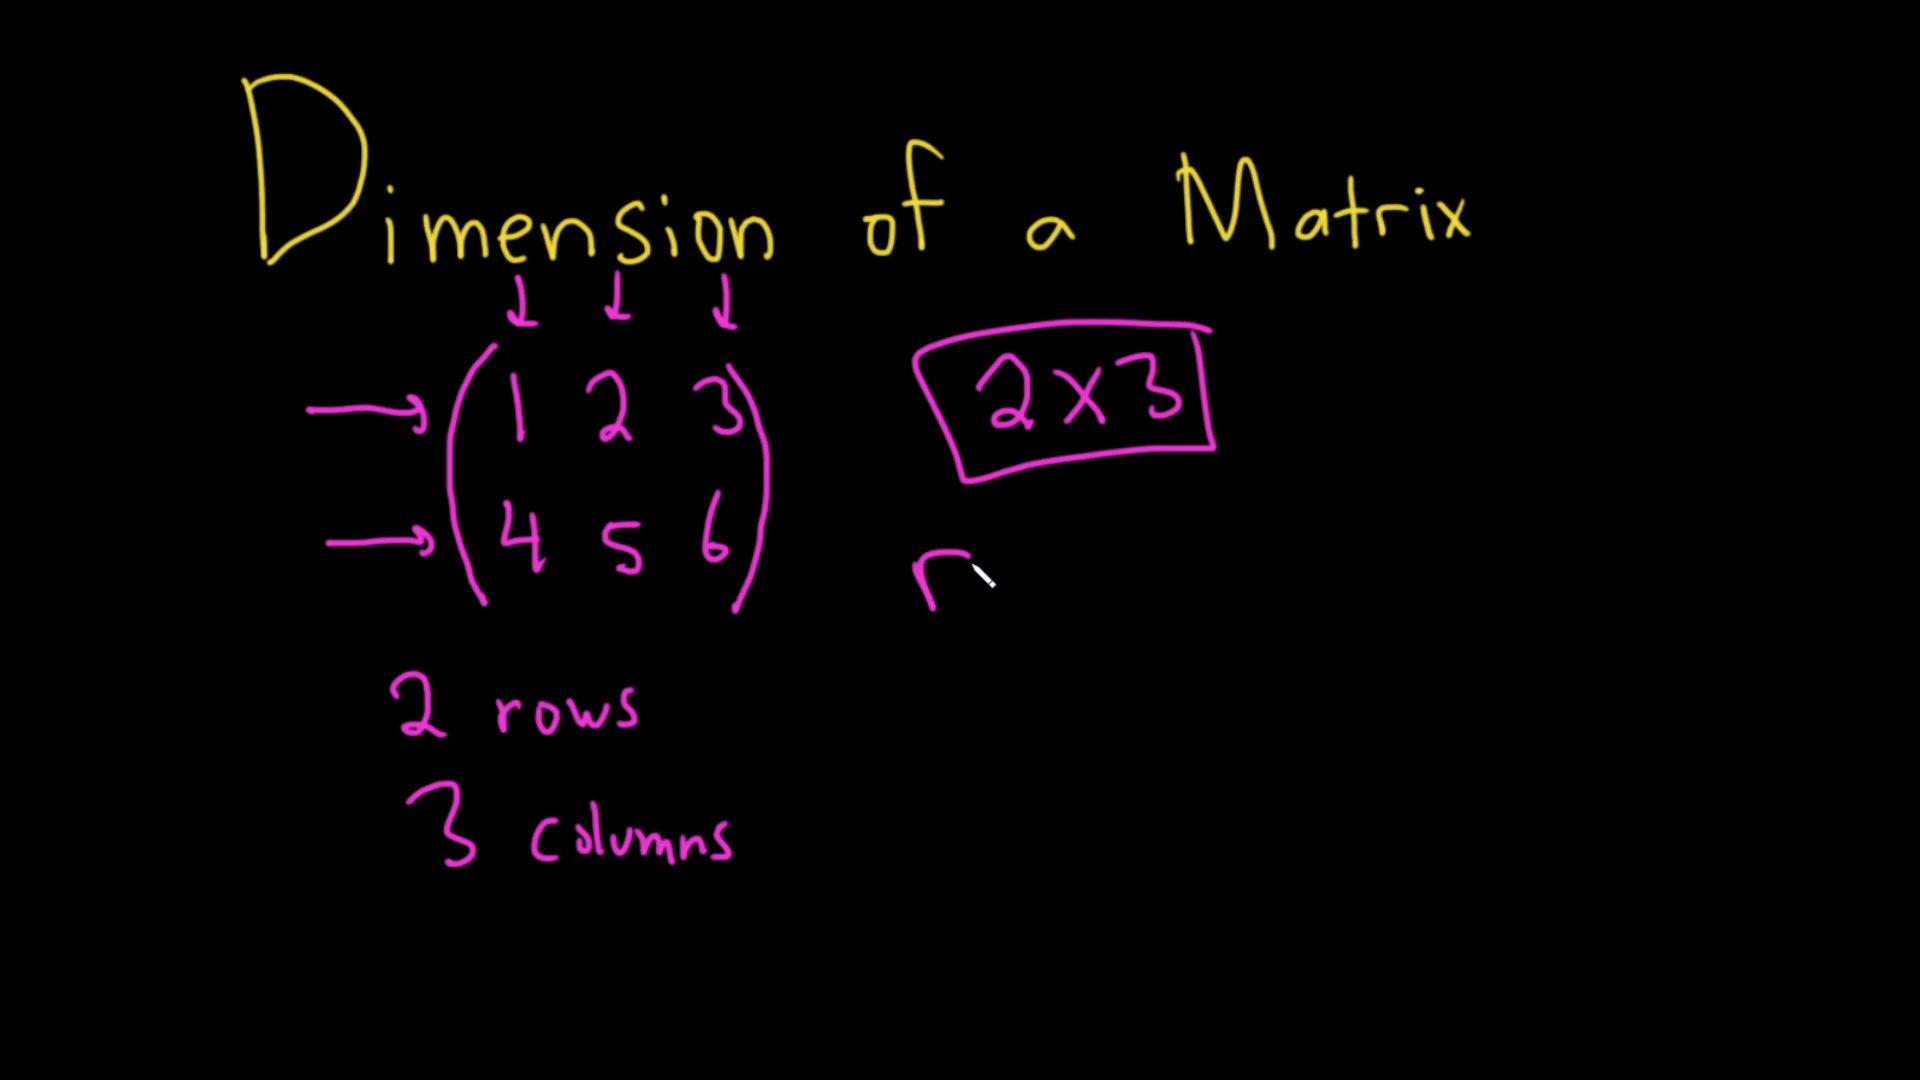 Dimension of a Matrix
1 2 3
4 5 6
2x3
r
2 rows
3 columns